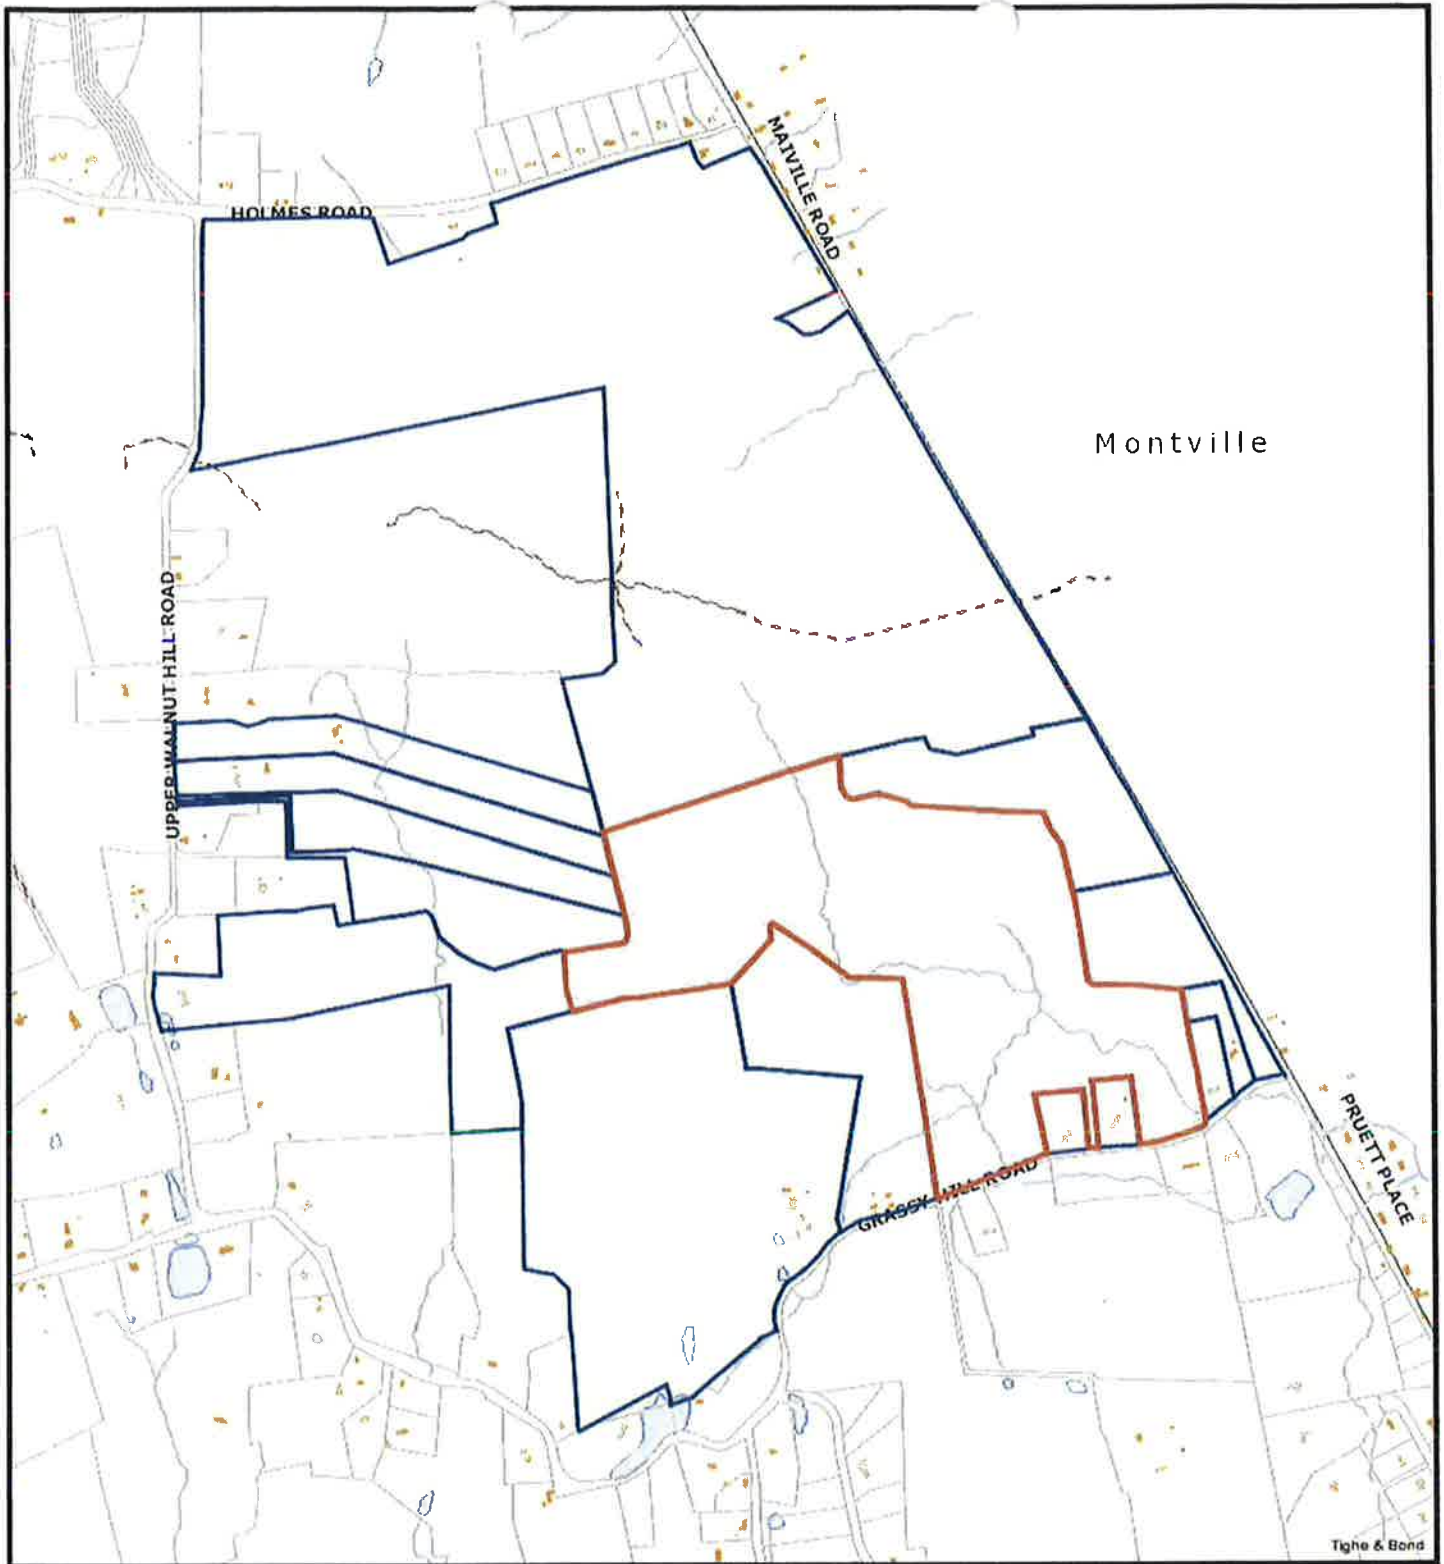 MAIVILLE ROAD
HOLMES ROAD
Montville
UPPER WALNUT HILL ROAD
PRUETT PLACE
GRASSY HILL ROAD
Tighe & Bond